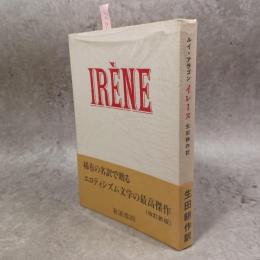 IRÈNE
ルイ・アラゴン イレーヌ 生田耕作訳
稀有の名訳で贈る
エロティシズム文学の最高傑作
(改訂新版)
生田耕作訳